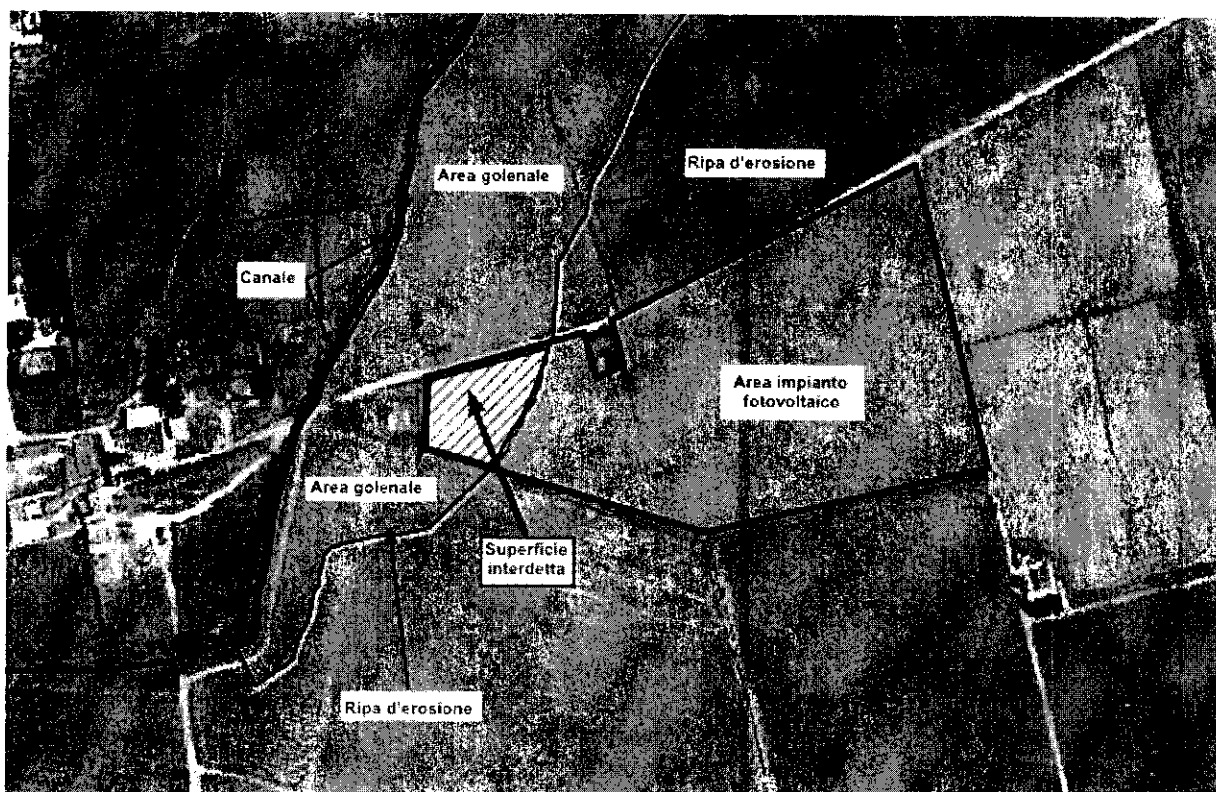 Ripa d'erosione
Area golenale
Canale
Area impianto
fotovoltaico
Area golenale
Superficie
interdetta
Ripa d'erosione